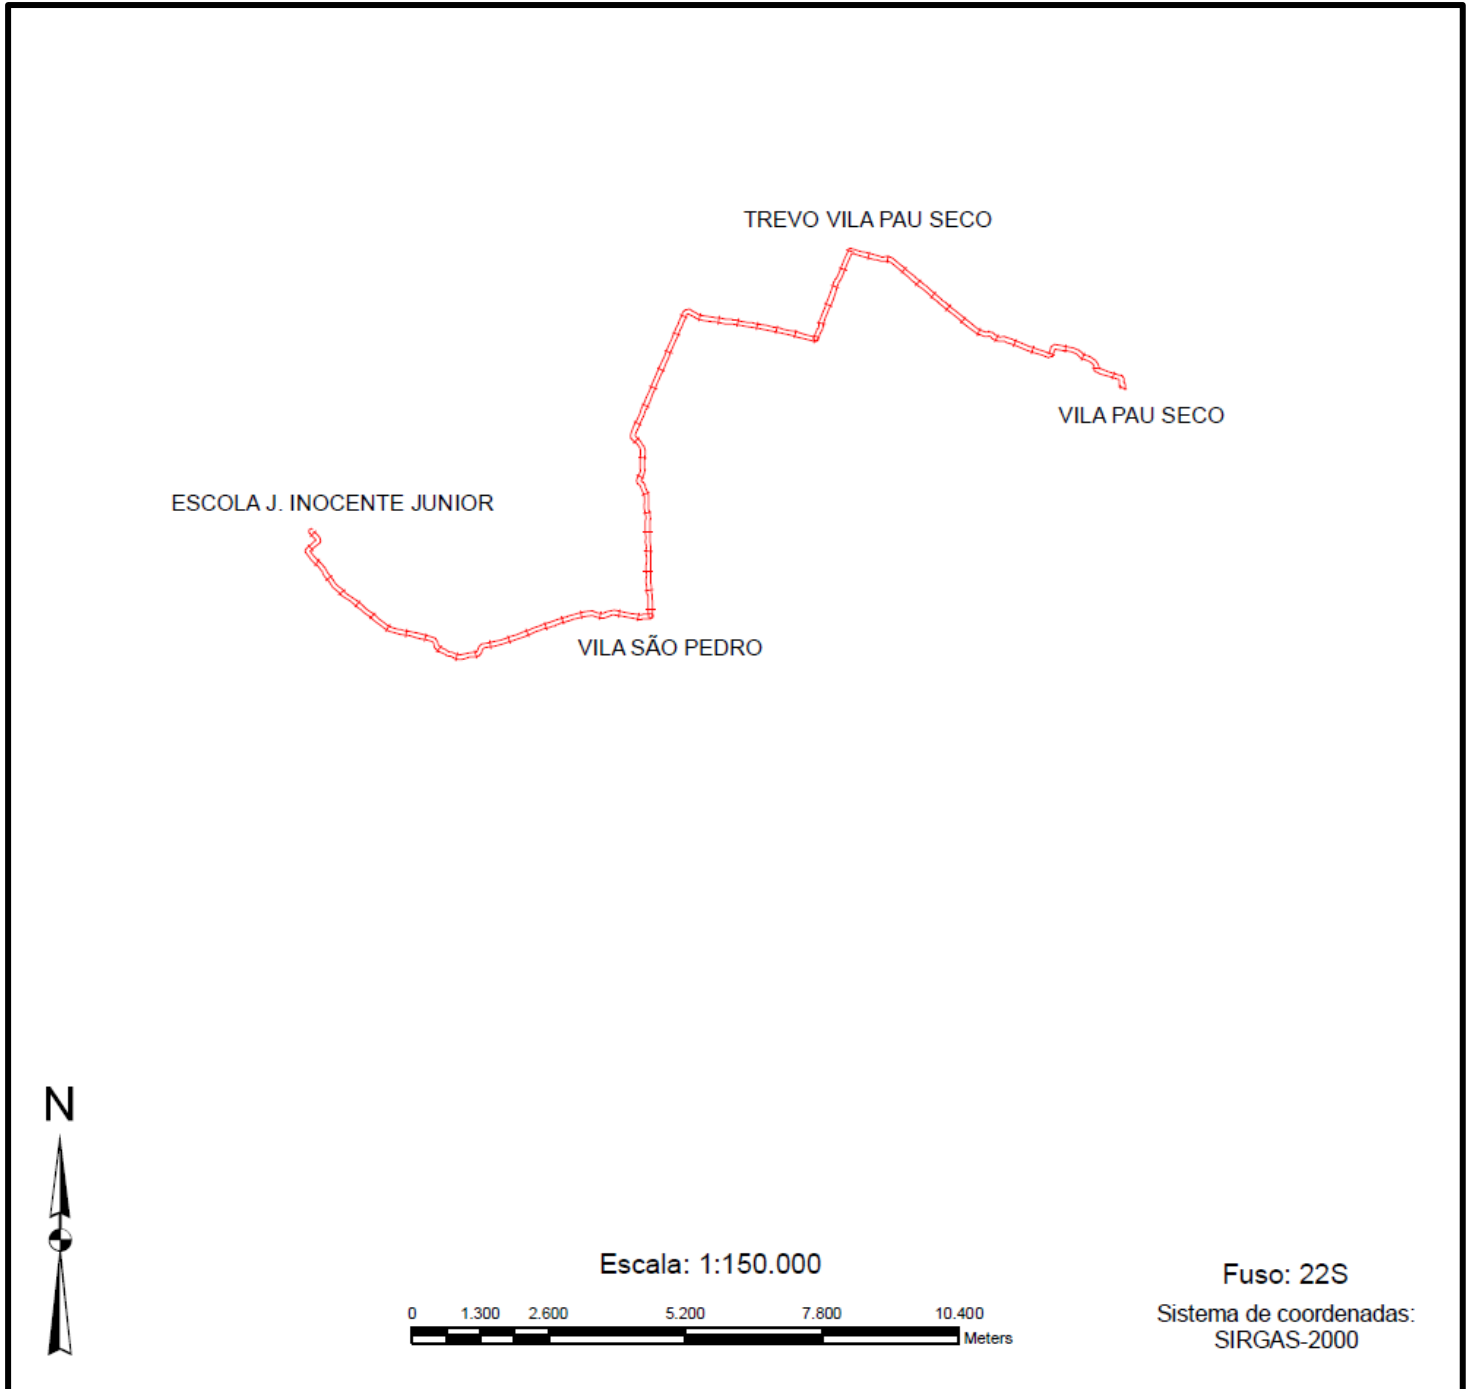 TREVO VILA PAU SECO
VILA PAU SECO
ESCOLA J. INOCENTE JUNIOR
VILA SÃO PEDRO
N
Escala: 1:150.000
0 1.300 2.600 5.200 7.800 10.400
Meters
Fuso: 22S
Sistema de coordenadas:
SIRGAS-2000